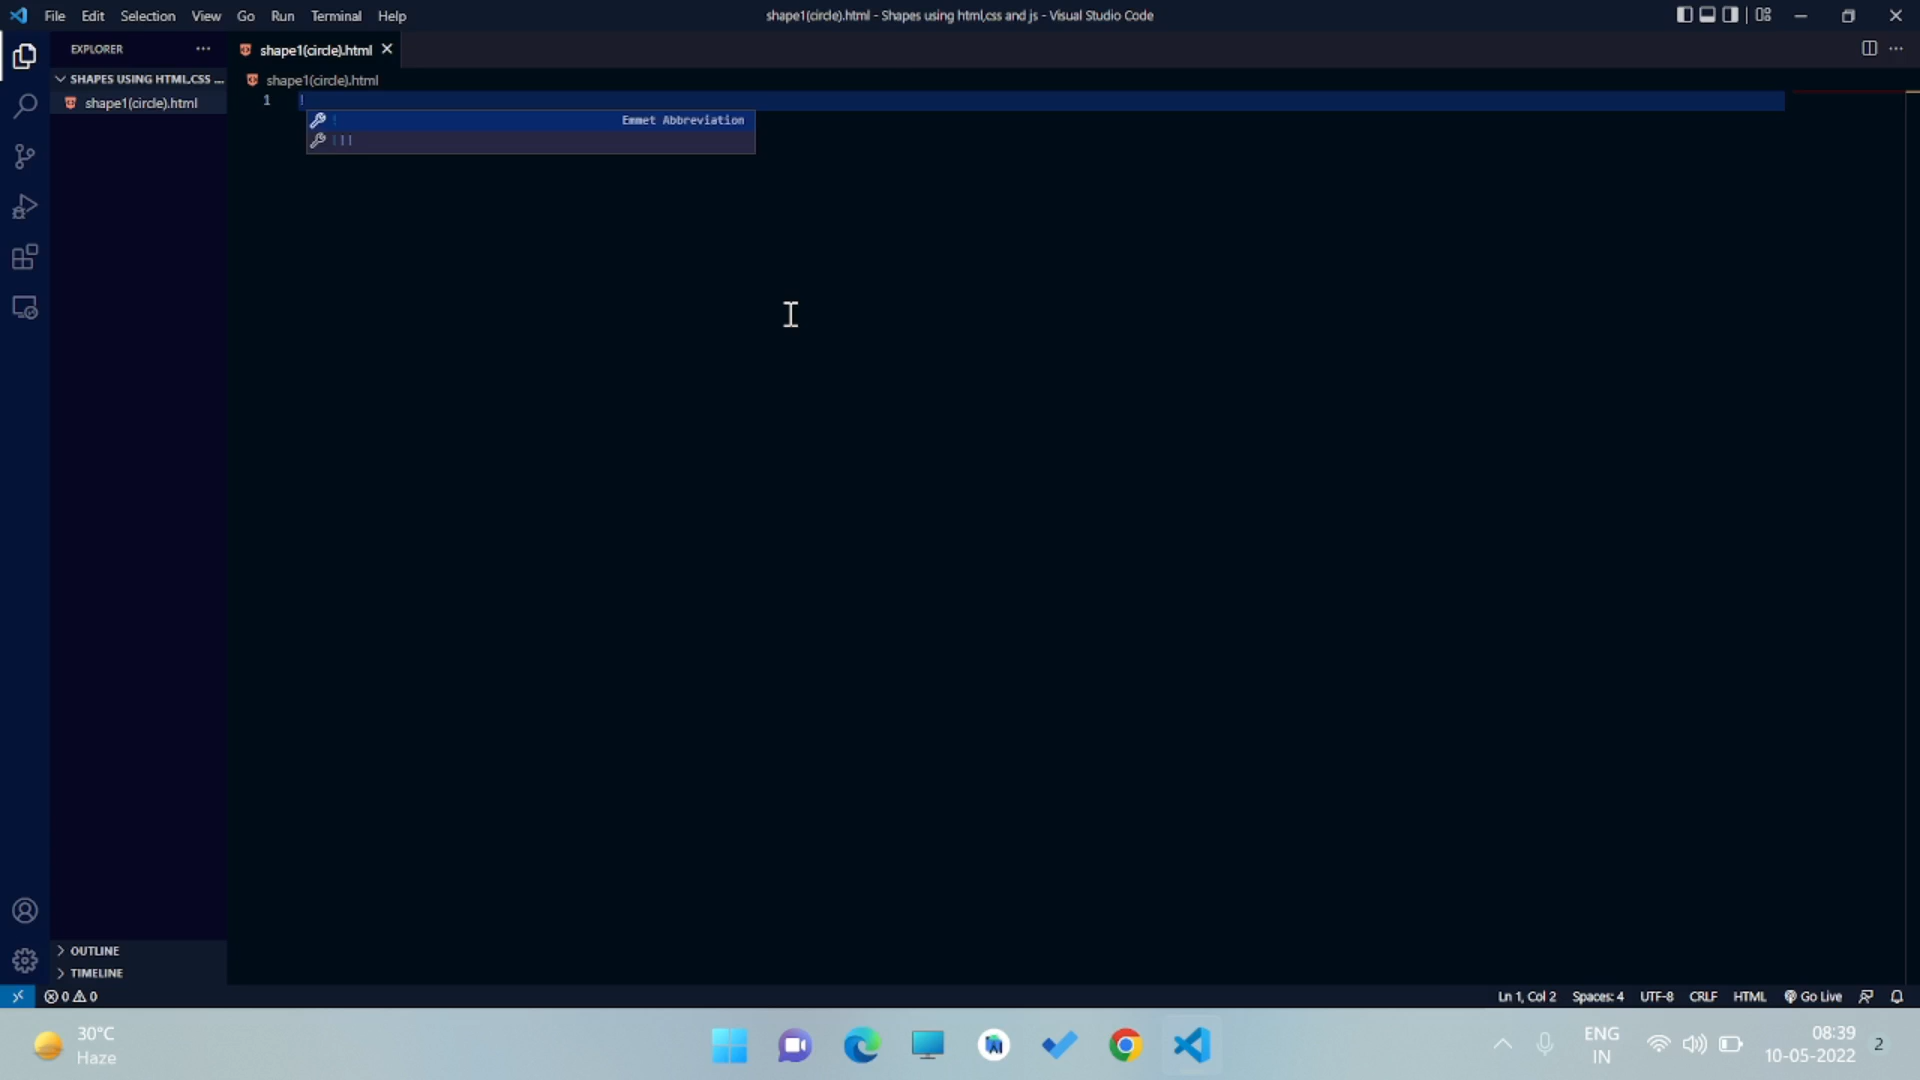 File Edit Selection View Go Run Terminal Help
shape1(circle).html - Shapes using html,css and js - Visual Studio Code
EXPLORER
SHAPES USING HTML,CSS ...
shape1(circle).html
shape1(circle).html
shape1(circle).html
1 !
! Emmet Abbreviation
!!!
OUTLINE
TIMELINE
0 0
Ln 1, Col 2 Spaces: 4 UTF-8 CRLF HTML Go Live
30°C
Haze
ENG
IN
08:39
10-05-2022
2